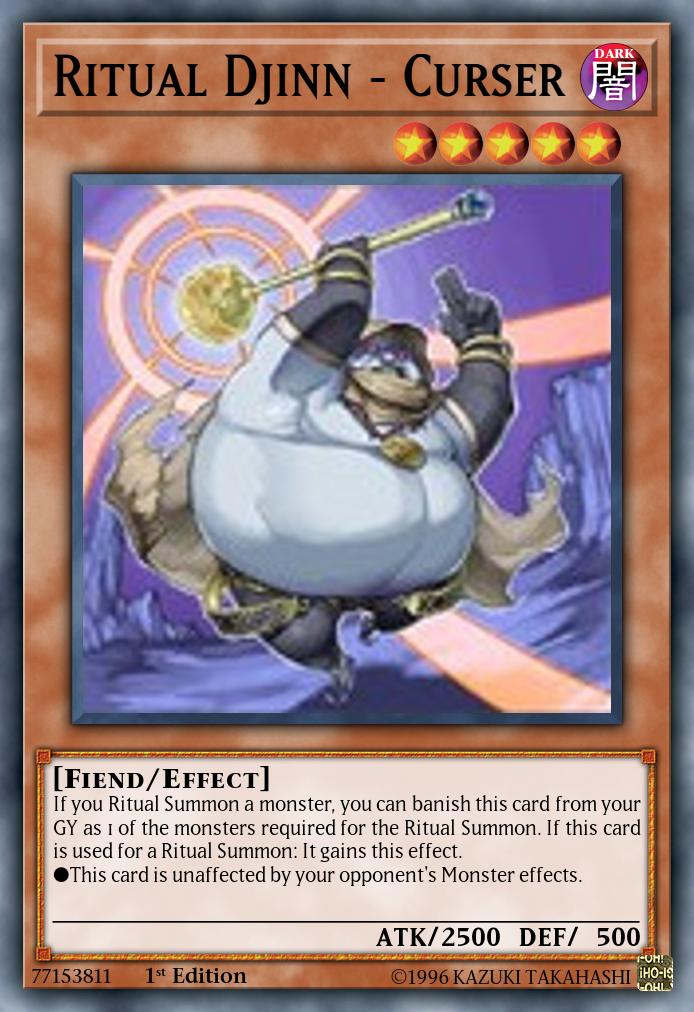 Ritual Djinn - Curser
DARK
闇
[Fiend/Effect]
If you Ritual Summon a monster, you can banish this card from your
GY as 1 of the monsters required for the Ritual Summon. If this card
is used for a Ritual Summon: It gains this effect.
●This card is unaffected by your opponent's Monster effects.
ATK/2500 DEF/ 500
77153811 1st Edition ©1996 KAZUKI TAKAHASHI